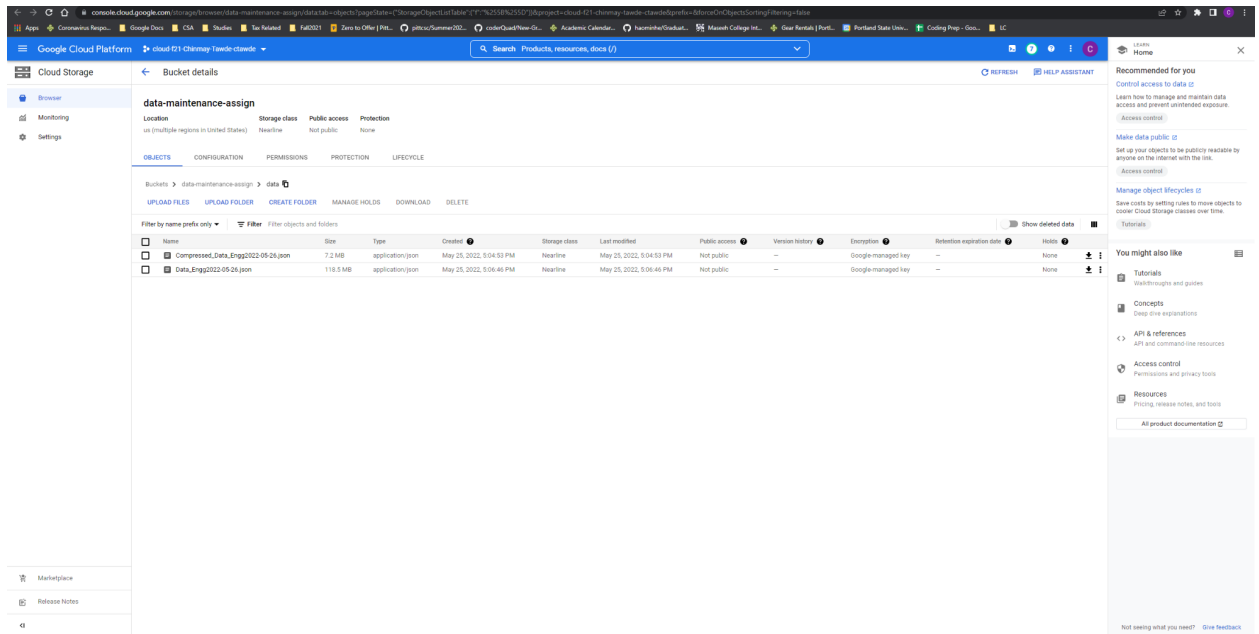 console.cloud.google.com/storage/browser/data-maintenance-assign/data;tab=objects?pageState=("StorageObjectListTable":("f":"%255B%255D"))&project=cloud-f21-chinmay-tawde-ctawde&prefix=&forceOnObjectsSortingFiltering=false
Apps Coronavirus Respo... Google Docs CSA Studies Tax Related Fall2021 Zero to Offer | Pitt... pittcsc/Summer202... coderQuad/New-Gr... Academic Calendar... Maseeh College Int... Gear Rentals | Portl... Portland State Univ... Coding Prep - Goo... LC
Google Cloud Platform cloud-f21-Chinmay-Tawde-ctawde Search Products, resources, docs (/) C
LEARN
Home
Cloud Storage
Bucket details
REFRESH HELP ASSISTANT
Browser
Monitoring
Settings
data-maintenance-assign
Location Storage class Public access Protection
us (multiple regions in United States) Nearline Not public None
OBJECTS CONFIGURATION PERMISSIONS PROTECTION LIFECYCLE
Buckets > data-maintenance-assign > data
UPLOAD FILES UPLOAD FOLDER CREATE FOLDER MANAGE HOLDS DOWNLOAD DELETE
Filter by name prefix only Filter Filter objects and folders Show deleted data
Name Size Type Created Storage class Last modified Public access Version history Encryption Retention expiration date Holds
Compressed_Data_Engg2022-05-26.json 7.2 MB application/json May 25, 2022, 5:04:53 PM Nearline May 25, 2022, 5:04:53 PM Not public — Google-managed key — None
Data_Engg2022-05-26.json 118.5 MB application/json May 25, 2022, 5:06:46 PM Nearline May 25, 2022, 5:06:46 PM Not public — Google-managed key — None
Recommended for you
Control access to data
Learn how to manage and maintain data
access and prevent unintended exposure.
Access control
Make data public
Set up your objects to be publicly readable by
anyone on the internet with the link.
Access control
Manage object lifecycles
Save costs by setting rules to move objects to
cooler Cloud Storage classes over time.
Tutorials
You might also like
Tutorials
Walkthroughs and guides
Concepts
Deep dive explanations
API & references
API and command-line resources
Access control
Permissions and privacy tools
Resources
Pricing, release notes, and tools
All product documentation
Marketplace
Release Notes
Not seeing what you need? Give feedback